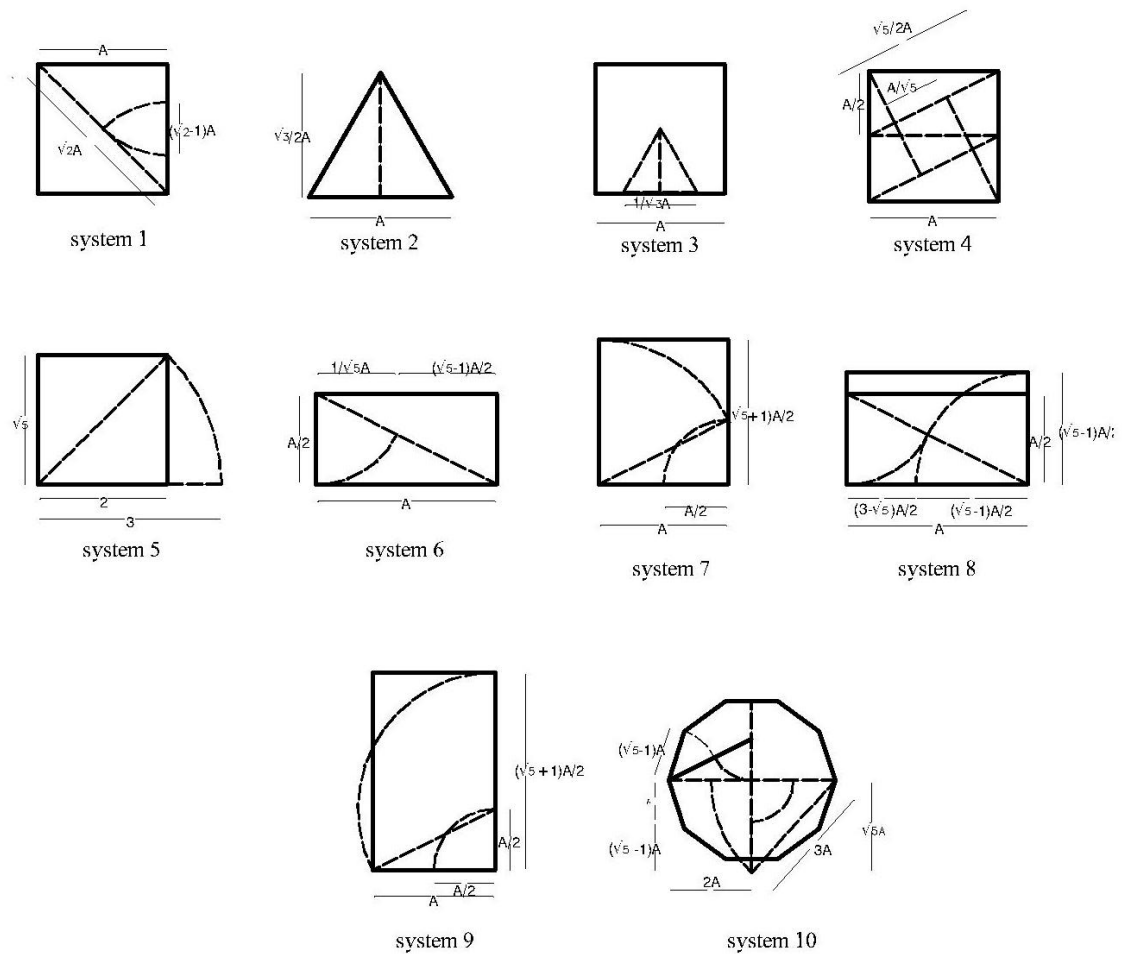 A
(√2-1)A
√2A
system 1
√3/2A
A
system 2
1/√3A
A
system 3
√5/2A
A/√5
A/2
A
system 4
√5
2
3
system 5
1/√5A
(√5-1)A/2
A/2
A
system 6
√5+1)A/2
A/2
A
system 7
A/2
(√5-1)A/2
(3-√5)A/2
(√5-1)A/2
A
system 8
(√5+1)A/2
A/2
A/2
A
system 9
(√5-1)A
(√5-1)A
√5A
3A
2A
system 10